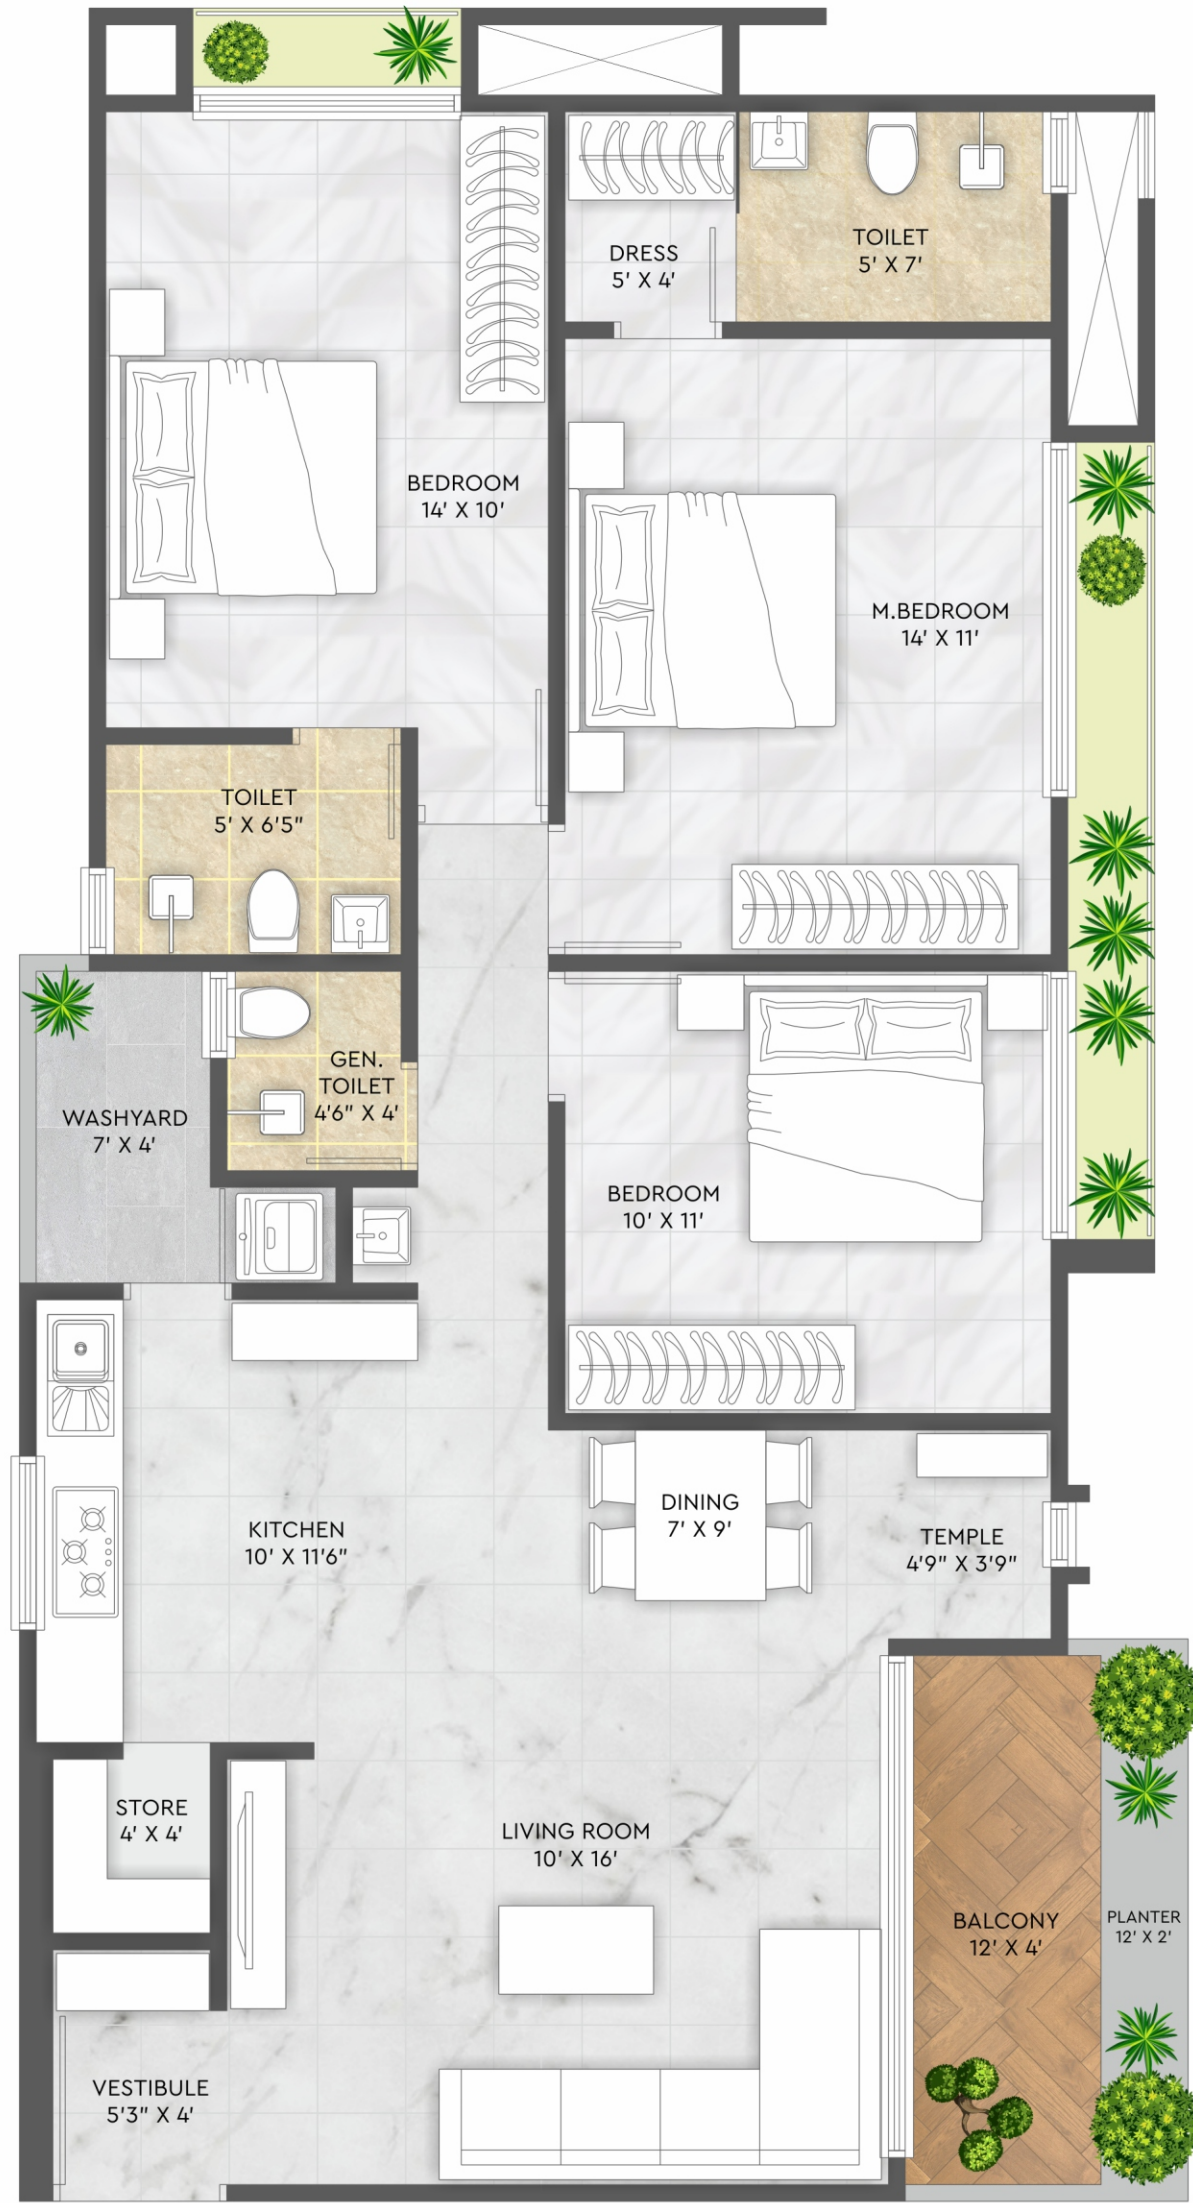 DRESS
5' X 4'
TOILET
5' X 7'
BEDROOM
14' X 10'
M.BEDROOM
14' X 11'
TOILET
5' X 6'5"
GEN.
TOILET
4'6" X 4'
WASHYARD
7' X 4'
BEDROOM
10' X 11'
DINING
7' X 9'
KITCHEN
10' X 11'6"
TEMPLE
4'9" X 3'9"
STORE
4' X 4'
LIVING ROOM
10' X 16'
BALCONY
12' X 4'
PLANTER
12' X 2'
VESTIBULE
5'3" X 4'